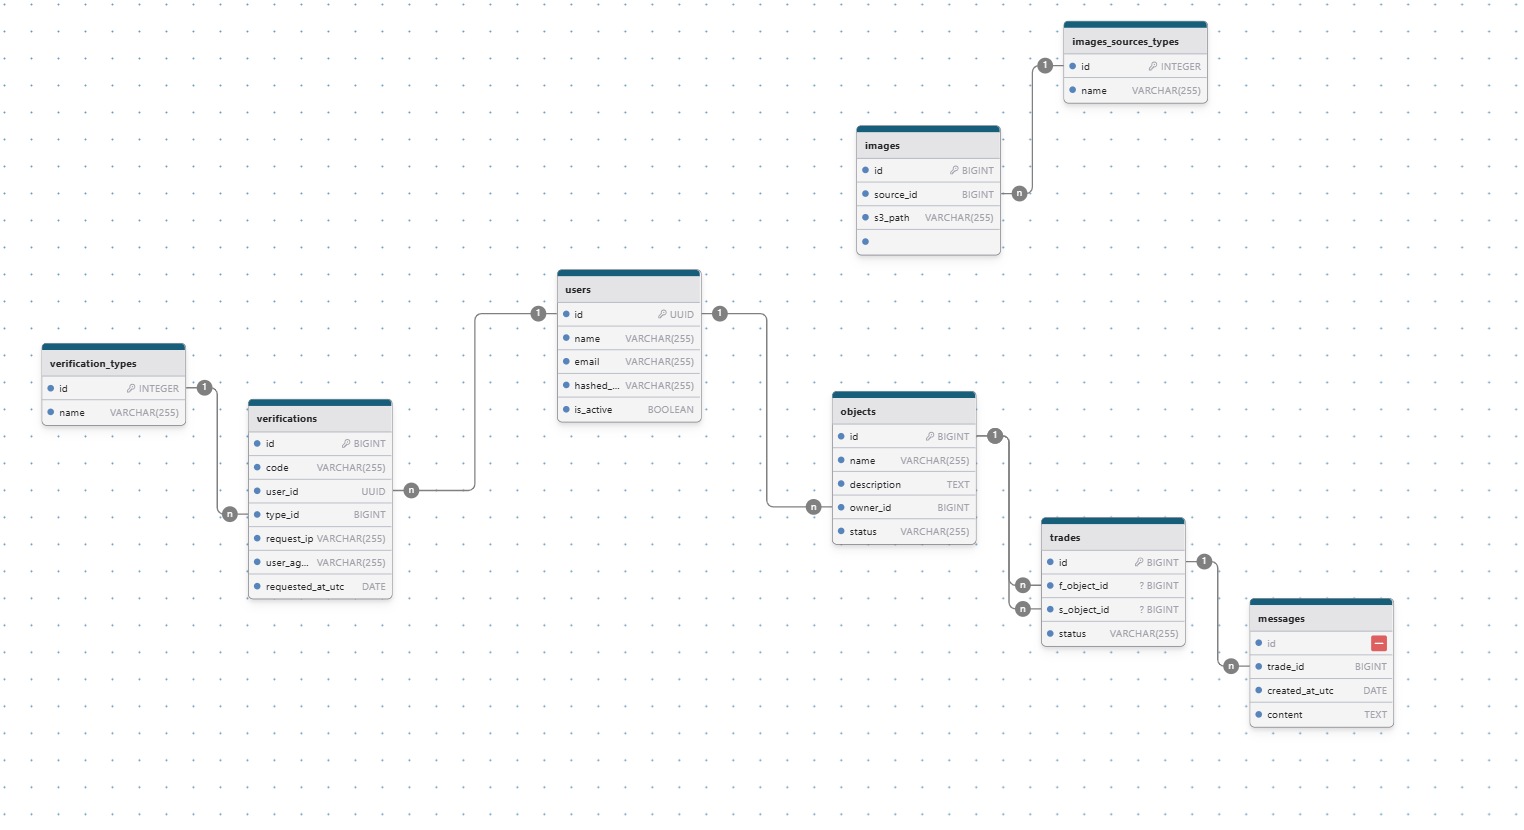 images_sources_types
id INTEGER
name VARCHAR(255)
1
images
id BIGINT
source_id BIGINT
n
s3_path VARCHAR(255)
users
1
id UUID
1
name VARCHAR(255)
email VARCHAR(255)
hashed_... VARCHAR(255)
is_active BOOLEAN
verification_types
id INTEGER
1
name VARCHAR(255)
verifications
id BIGINT
code VARCHAR(255)
user_id UUID
n
n
type_id BIGINT
request_ip VARCHAR(255)
user_ag... VARCHAR(255)
requested_at_utc DATE
objects
id BIGINT
1
name VARCHAR(255)
description TEXT
n
owner_id BIGINT
status VARCHAR(255)
trades
id BIGINT
1
n
f_object_id ? BIGINT
n
s_object_id ? BIGINT
status VARCHAR(255)
messages
id
n
trade_id BIGINT
created_at_utc DATE
content TEXT